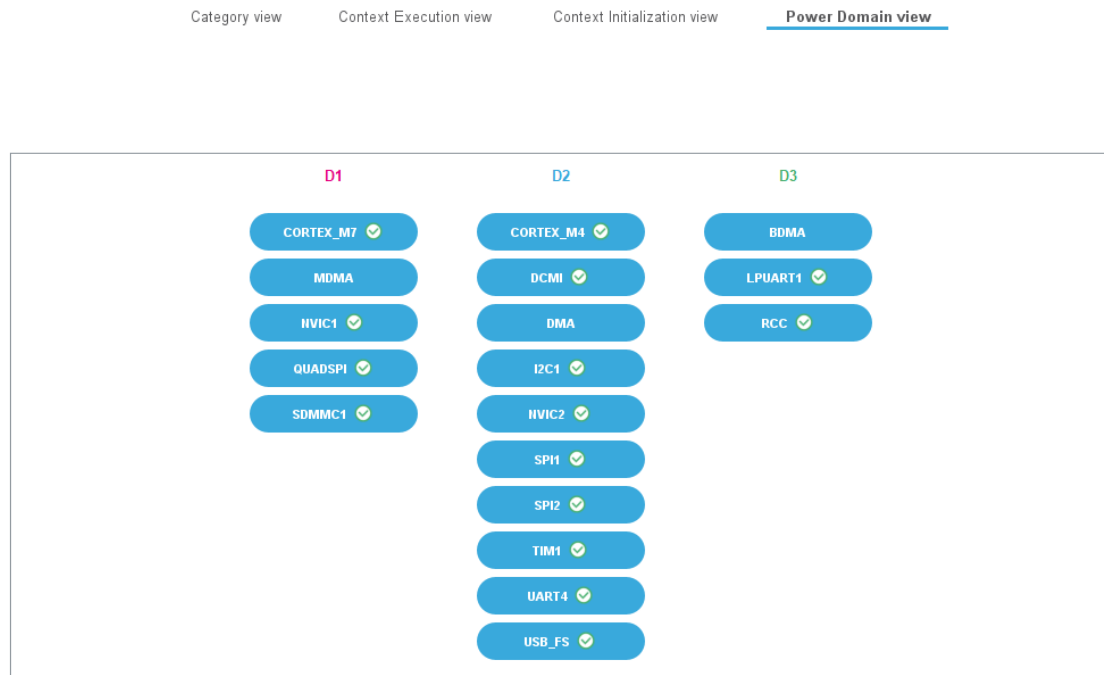 Category view
Context Execution view
Context Initialization view
Power Domain view
D1
CORTEX_M7
MDMA
NVIC1
QUADSPI
SDMMC1
D2
CORTEX_M4
DCMI
DMA
I2C1
NVIC2
SPI1
SPI2
TIM1
UART4
USB_FS
D3
BDMA
LPUART1
RCC